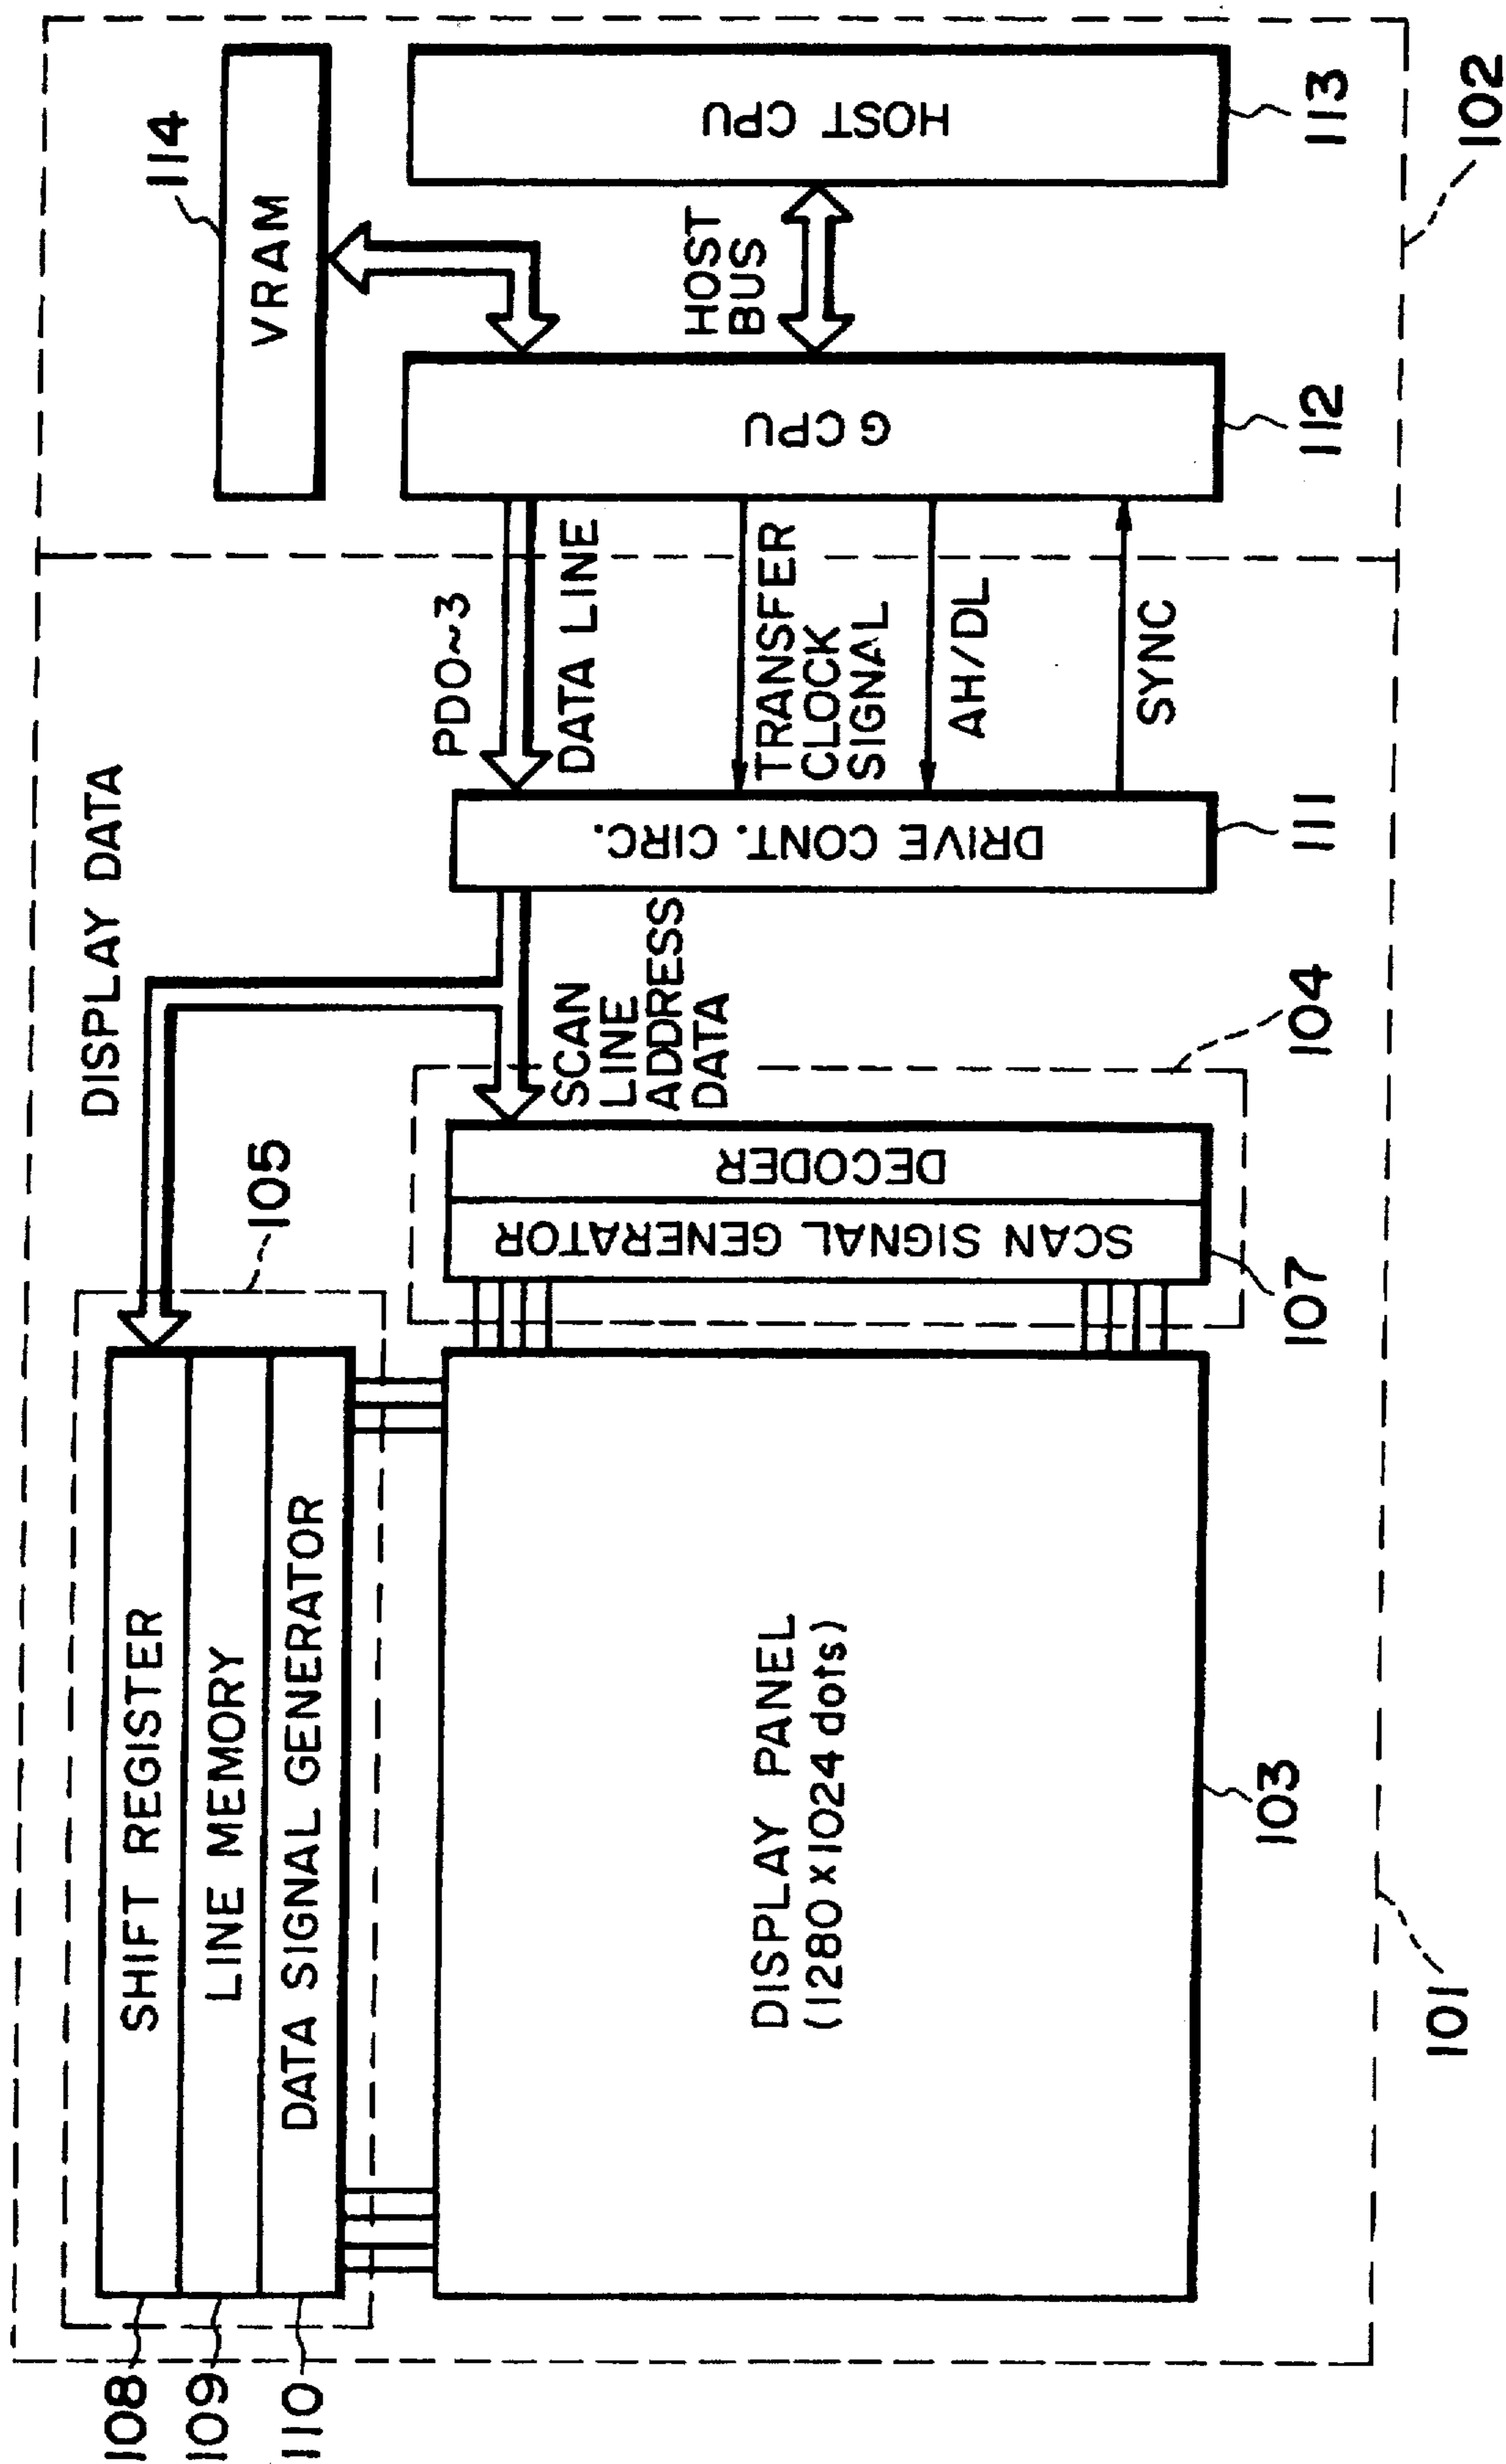 108
109
110
SHIFT REGISTER
LINE MEMORY
DATA SIGNAL GENERATOR
105
DISPLAY DATA
DISPLAY PANEL
(1280×1024 dots)
103
101
SCAN SIGNAL GENERATOR
DECODER
107
104
SCAN
LINE
ADDRESS
DATA
DRIVE CONT. CIRC.
111
PD0~3
DATA LINE
TRANSFER
CLOCK
SIGNAL
AH/DL
SYNC
G CPU
112
VRAM
114
HOST
BUS
HOST CPU
113
102